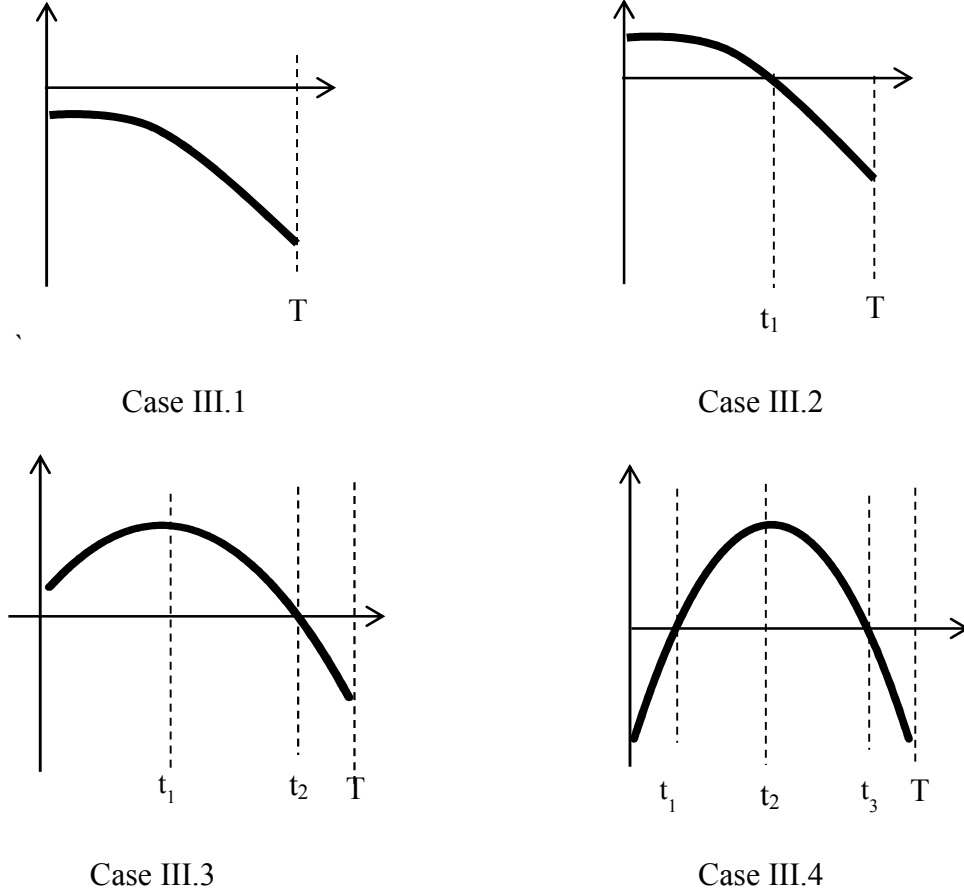 T
t₁
T
`
Case III.1
Case III.2
t₁
t₂
T
t₁
t₂
t₃
T
Case III.3
Case III.4